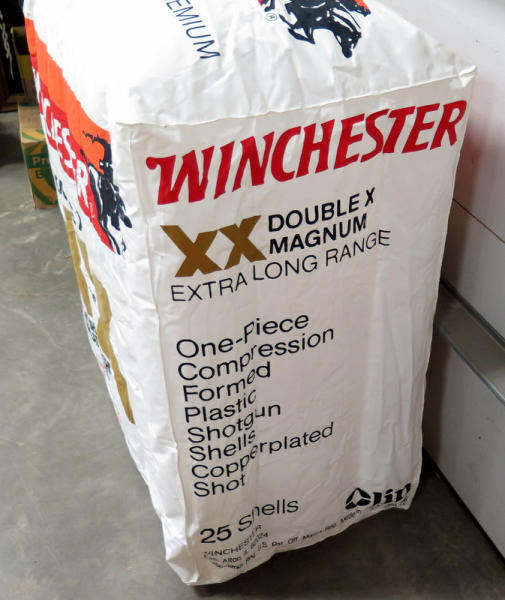 PREMIUM
WINCHESTER
XX DOUBLE X
MAGNUM
EXTRA LONG RANGE
One-Piece
Compression
Formed
Plastic
Shotgun
Shells
Copperplated
Shot
25 Shells
Olin
WINCHESTER